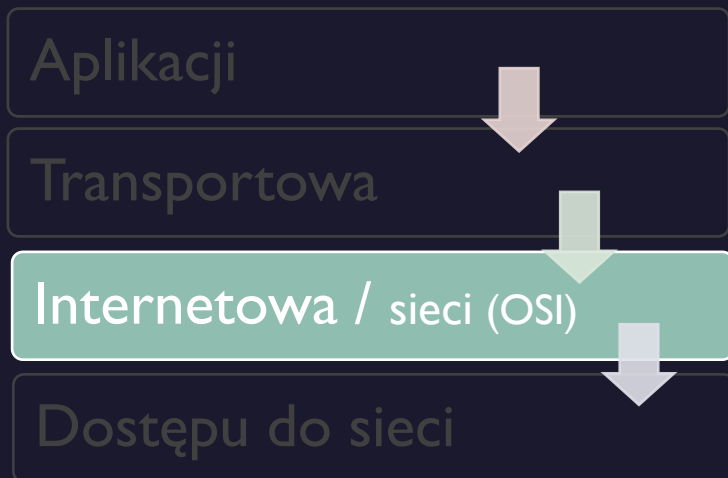 Aplikacji
Transportowa
Internetowa / sieci (OSI)
Dostępu do sieci